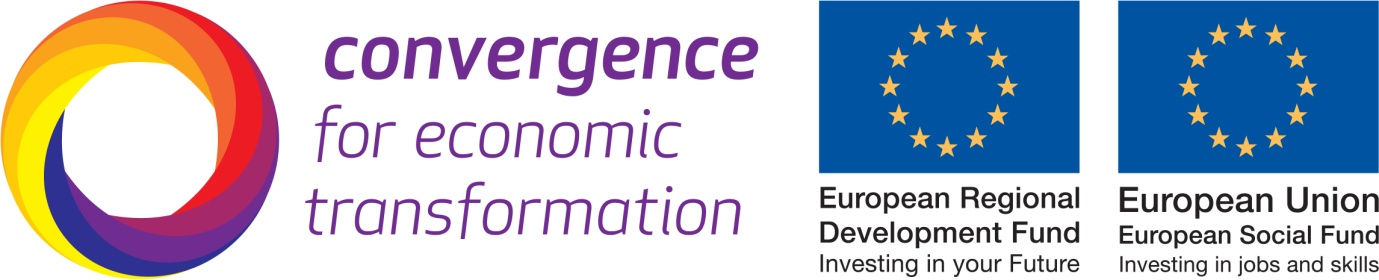 convergence
for economic
transformation
European Regional
Development Fund
Investing in your Future
European Union
European Social Fund
Investing in jobs and skills